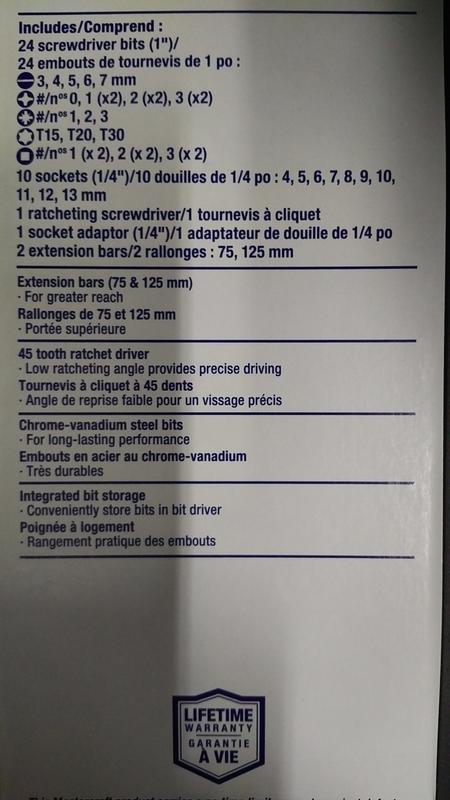 Includes/Comprend :
24 screwdriver bits (1")/
24 embouts de tournevis de 1 po :
3, 4, 5, 6, 7 mm
#/nos 0, 1 (x2), 2 (x2), 3 (x2)
#/nos 1, 2, 3
T15, T20, T30
#/nos 1 (x 2), 2 (x 2), 3 (x 2)
10 sockets (1/4")/10 douilles de 1/4 po : 4, 5, 6, 7, 8, 9, 10,
11, 12, 13 mm
1 ratcheting screwdriver/1 tournevis à cliquet
1 socket adaptor (1/4")/1 adaptateur de douille de 1/4 po
2 extension bars/2 rallonges : 75, 125 mm
Extension bars (75 & 125 mm)
· For greater reach
Rallonges de 75 et 125 mm
· Portée supérieure
45 tooth ratchet driver
· Low ratcheting angle provides precise driving
Tournevis à cliquet à 45 dents
· Angle de reprise faible pour un vissage précis
Chrome-vanadium steel bits
· For long-lasting performance
Embouts en acier au chrome-vanadium
· Très durables
Integrated bit storage
· Conveniently store bits in bit driver
Poignée à logement
· Rangement pratique des embouts
LIFETIME
WARRANTY
GARANTIE
À VIE